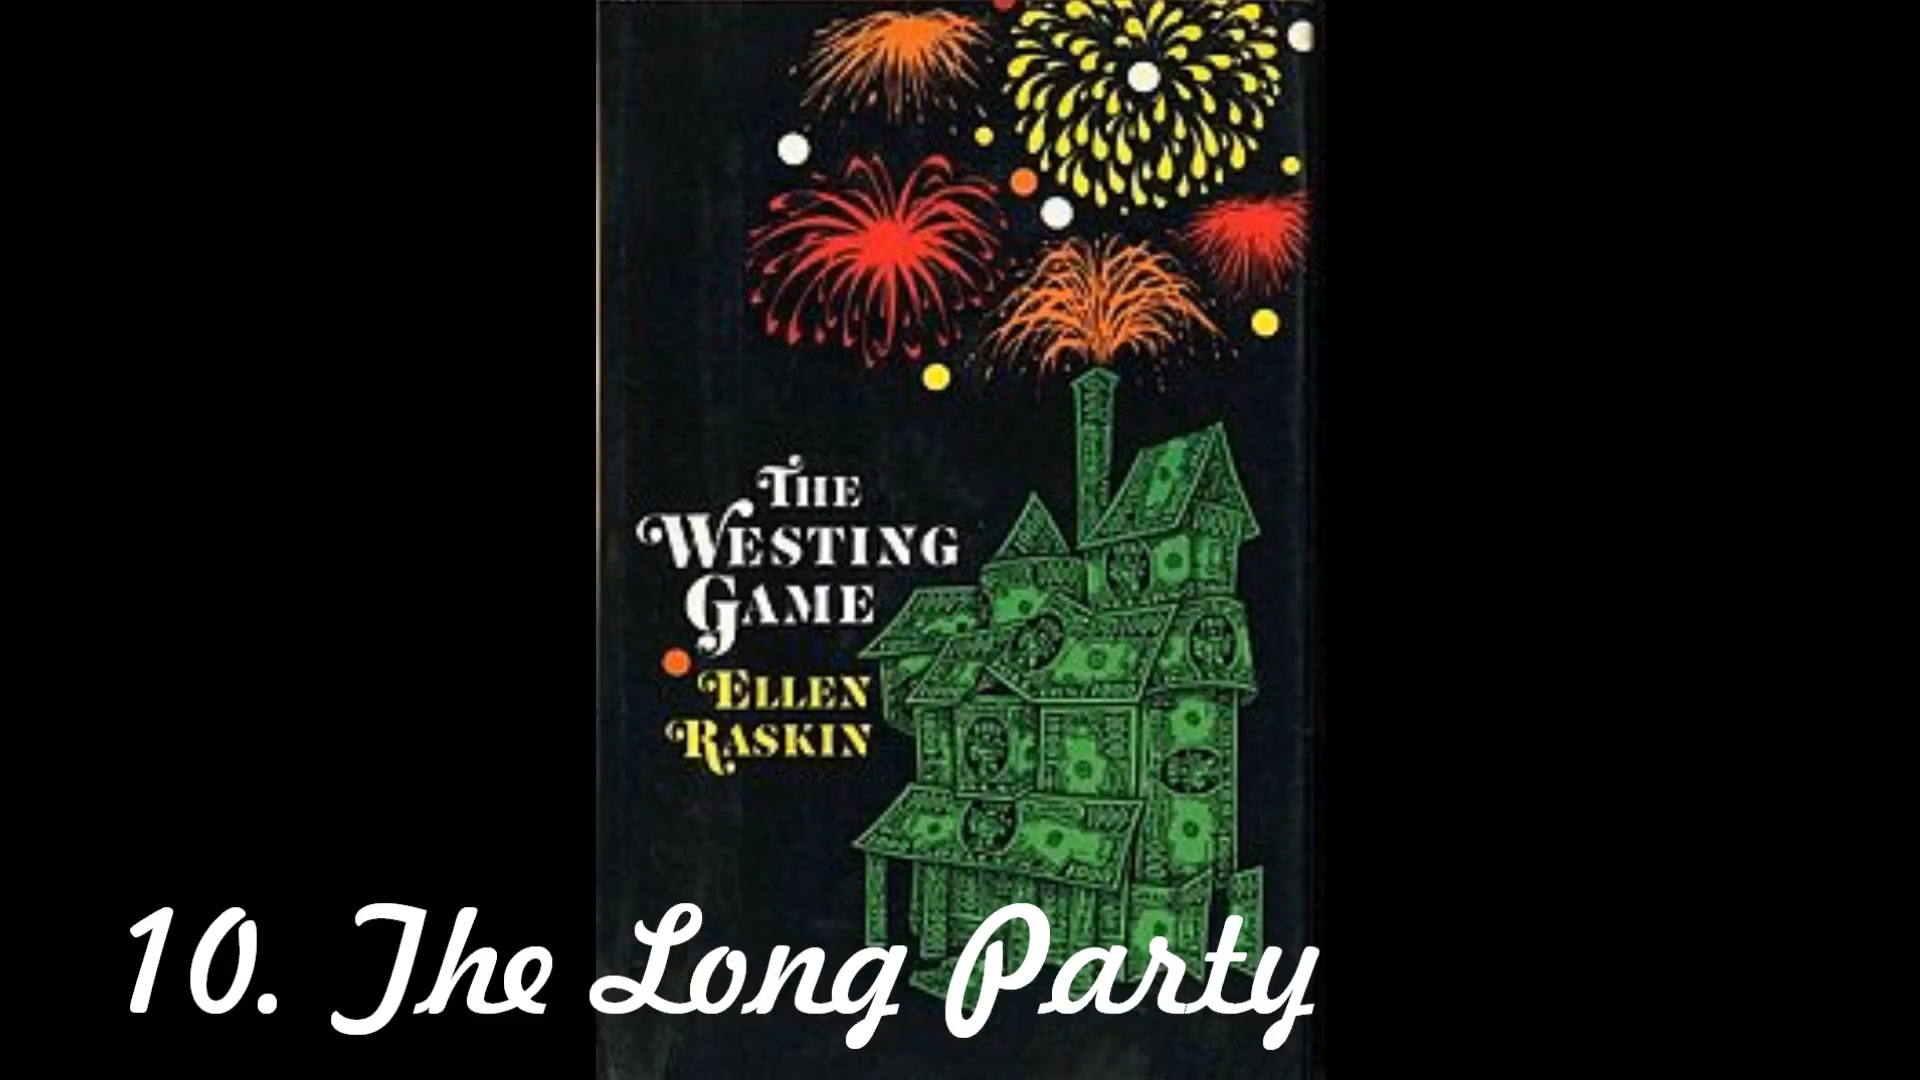 THE
WESTING
GAME
ELLEN
RASKIN
10. The Long Party